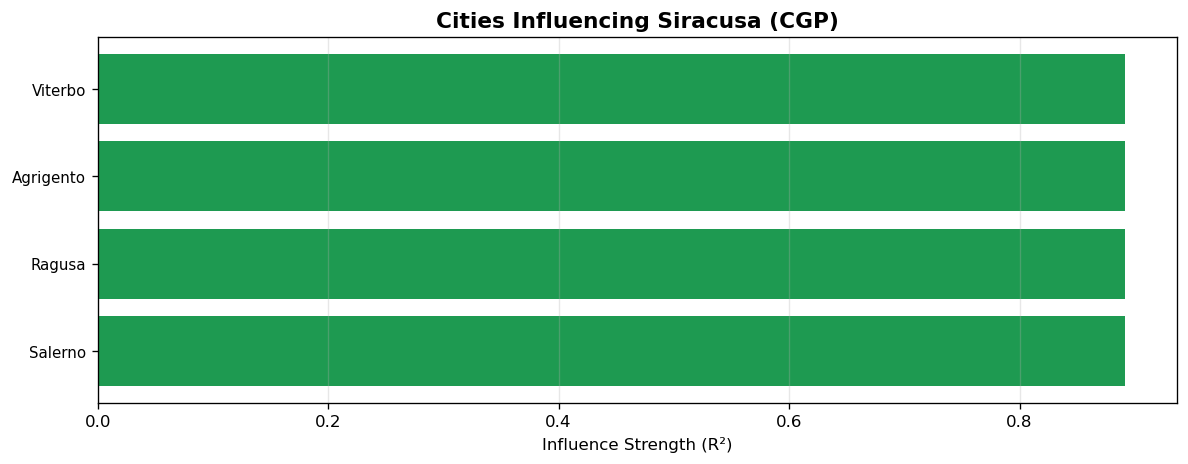 Cities Influencing Siracusa (CGP)
Viterbo
Agrigento
Ragusa
Salerno
0.0 0.2 0.4 0.6 0.8
Influence Strength (R²)